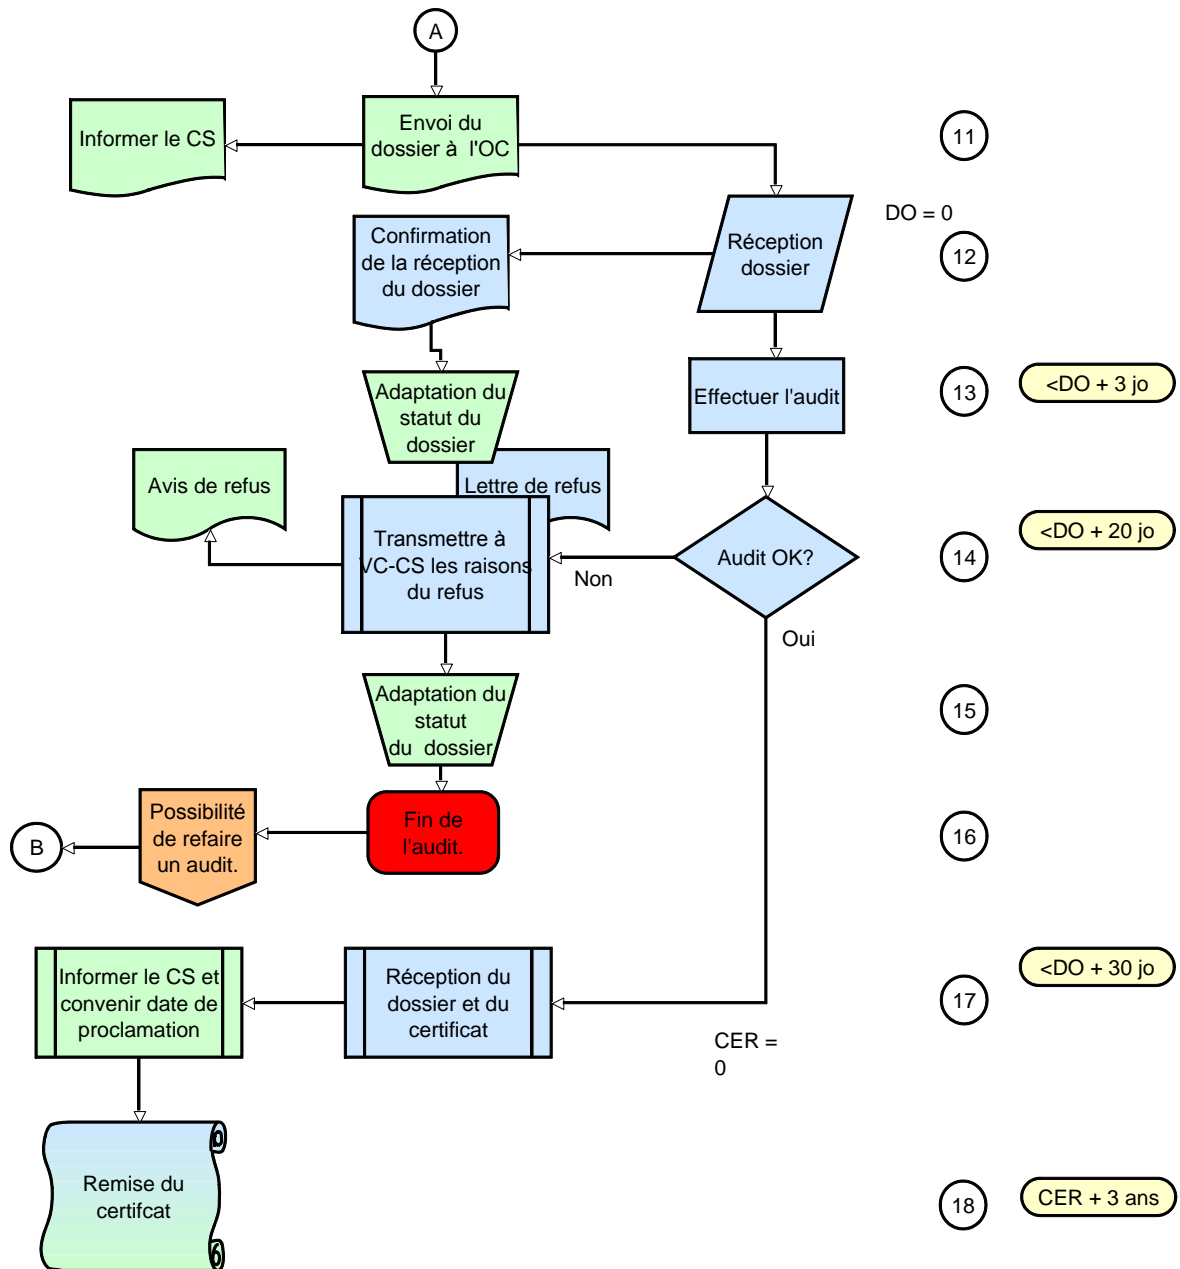 A
Informer le CS
Envoi du
dossier à l'OC
11
DO = 0
Confirmation
de la réception
du dossier
Réception
dossier
12
Adaptation du
statut du
dossier
Effectuer l'audit
13
<DO + 3 jo
Avis de refus
Lettre de refus
Transmettre à
VC-CS les raisons
du refus
Non
Audit OK?
14
<DO + 20 jo
Oui
Adaptation du
statut
du dossier
15
B
Possibilité
de refaire
un audit.
Fin de
l'audit.
16
Informer le CS et
convenir date de
proclamation
Réception du
dossier et du
certificat
17
<DO + 30 jo
CER =
0
Remise du
certifcat
18
CER + 3 ans